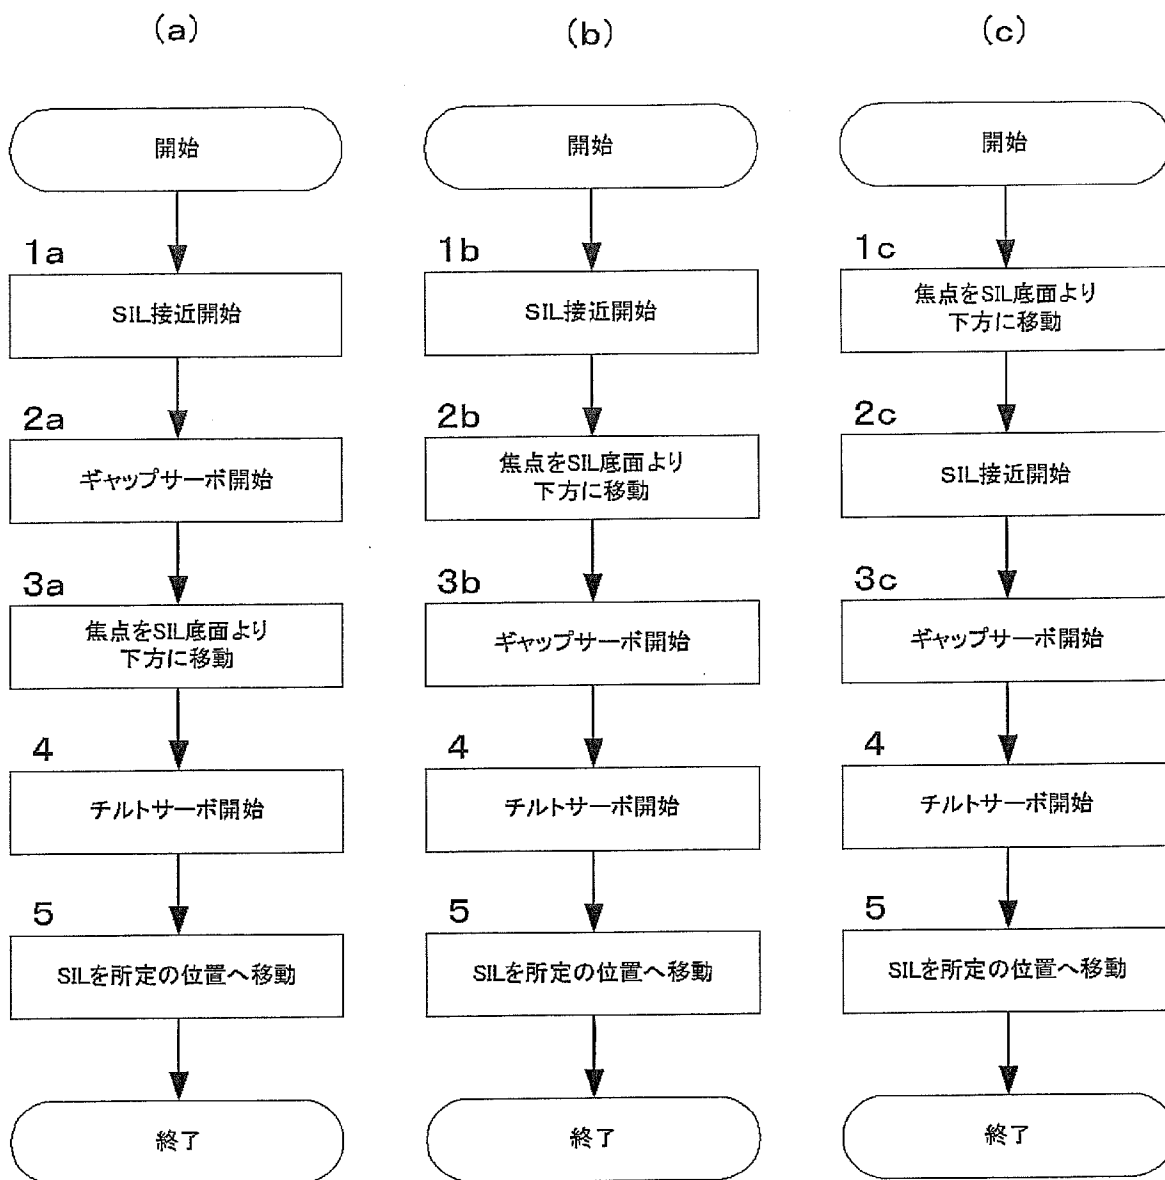 (a)
開始
1a
SIL接近開始
2a
ギャップサーボ開始
3a
焦点をSIL底面より
下方に移動
4
チルトサーボ開始
5
SILを所定の位置へ移動
終了
(b)
開始
1b
SIL接近開始
2b
焦点をSIL底面より
下方に移動
3b
ギャップサーボ開始
4
チルトサーボ開始
5
SILを所定の位置へ移動
終了
(c)
開始
1c
焦点をSIL底面より
下方に移動
2c
SIL接近開始
3c
ギャップサーボ開始
4
チルトサーボ開始
5
SILを所定の位置へ移動
終了